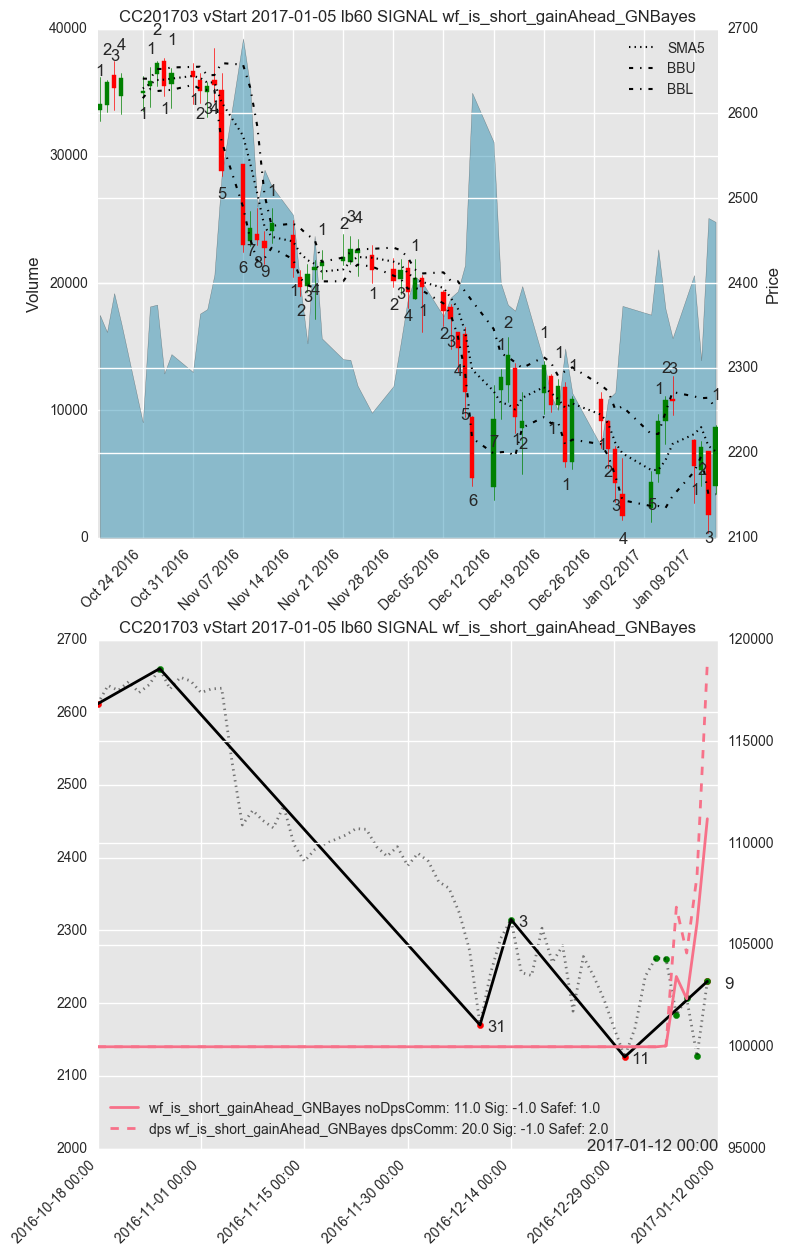 CC201703 vStart 2017-01-05 lb60 SIGNAL wf_is_short_gainAhead_GNBayes
40000
30000
20000
10000
0
Volume
2700
2600
2500
2400
2300
2200
2100
Price
SMA5
BBU
BBL
Oct 24 2016
Oct 31 2016
Nov 07 2016
Nov 14 2016
Nov 21 2016
Nov 28 2016
Dec 05 2016
Dec 12 2016
Dec 19 2016
Dec 26 2016
Jan 02 2017
Jan 09 2017
CC201703 vStart 2017-01-05 lb60 SIGNAL wf_is_short_gainAhead_GNBayes
2700
2600
2500
2400
2300
2200
2100
2000
120000
115000
110000
105000
100000
95000
3
9
31
11
wf_is_short_gainAhead_GNBayes noDpsComm: 11.0 Sig: -1.0 Safef: 1.0
dps wf_is_short_gainAhead_GNBayes dpsComm: 20.0 Sig: -1.0 Safef: 2.0
2017-01-12 00:00
2016-10-18 00:00
2016-11-01 00:00
2016-11-15 00:00
2016-11-30 00:00
2016-12-14 00:00
2016-12-29 00:00
2017-01-12 00:00